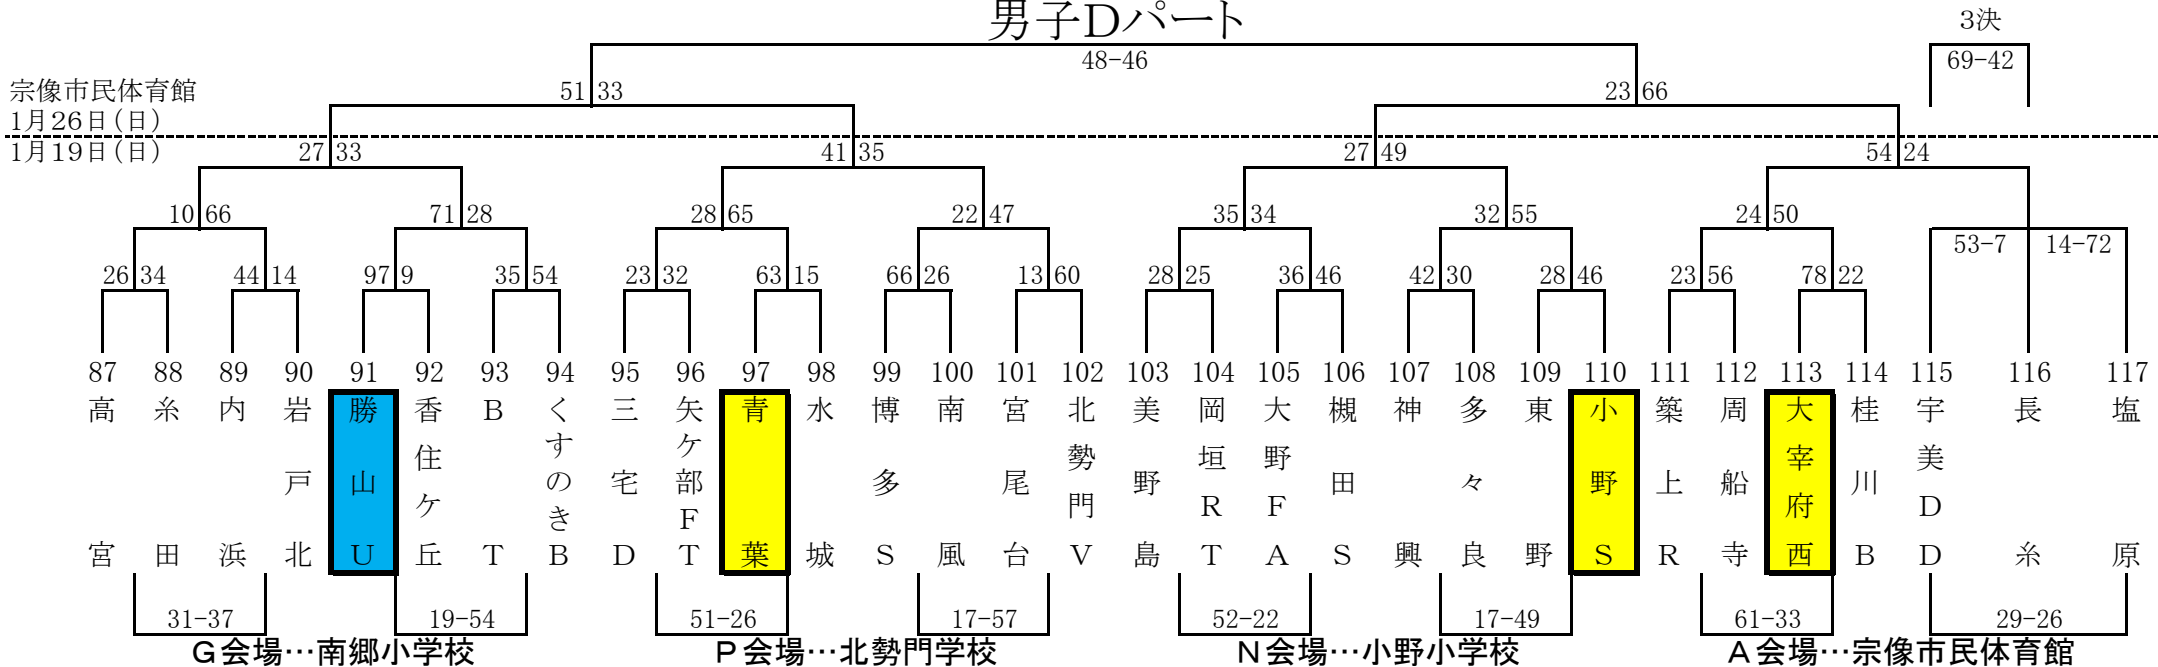 男子Dパート
3決
48-46
69-42
宗像市民体育館
51 33
23 66
1月26日(日)
1月19日(日)
27 33
41 35
27 49
54 24
10 66
71 28
28 65
22 47
35 34
32 55
24 50
53-7
14-72
26 34
44 14
97 9
35 54
23 32
63 15
66 26
13 60
28 25
36 46
42 30
28 46
23 56
78 22
87 高宮
88 糸田
89 内浜
90 岩戸北
91 勝山U
92 香住ケ丘
93 BT
94 くすのきB
95 三宅D
96 矢ケ部FT
97 青葉
98 水城
99 博多S
100 南風
101 宮尾台
102 北勢門V
103 美野島
104 岡垣RT
105 大野FA
106 槻田S
107 神興
108 多々良
109 東野
110 小野S
111 築上R
112 周船寺
113 大宰府西
114 桂川B
115 宇美DD
116 長糸
117 塩原
31-37
19-54
51-26
17-57
52-22
17-49
61-33
29-26
G会場…南郷小学校
P会場…北勢門学校
N会場…小野小学校
A会場…宗像市民体育館